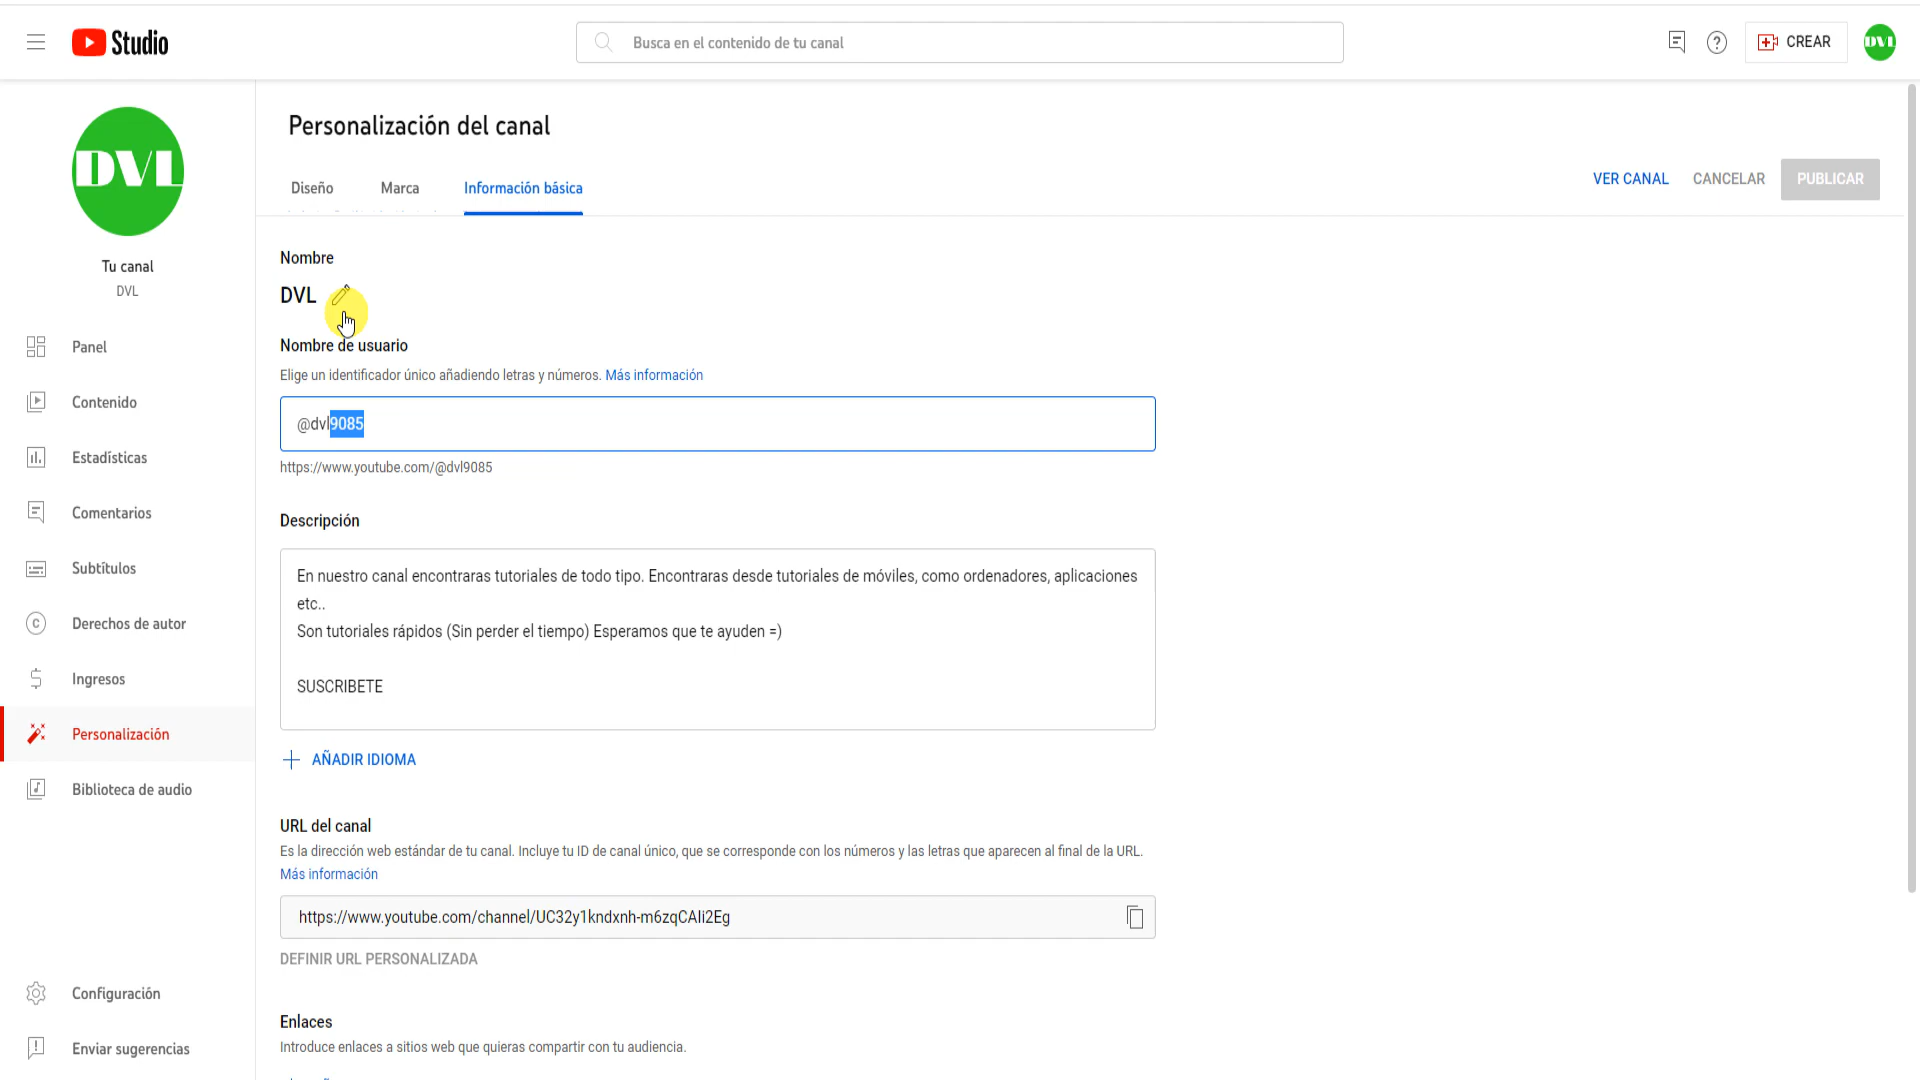 Studio
Busca en el contenido de tu canal
CREAR
DVL
DVL
Tu canal
DVL
Panel
Contenido
Estadísticas
Comentarios
Subtítulos
Derechos de autor
Ingresos
Personalización
Biblioteca de audio
Configuración
Enviar sugerencias
Personalización del canal
Diseño
Marca
Información básica
VER CANAL
CANCELAR
PUBLICAR
Nombre
DVL
Nombre de usuario
Elige un identificador único añadiendo letras y números. Más información
@dvl9085
https://www.youtube.com/@dvl9085
Descripción
En nuestro canal encontraras tutoriales de todo tipo. Encontraras desde tutoriales de móviles, como ordenadores, aplicaciones
etc..
Son tutoriales rápidos (Sin perder el tiempo) Esperamos que te ayuden =)
SUSCRIBETE
AÑADIR IDIOMA
URL del canal
Es la dirección web estándar de tu canal. Incluye tu ID de canal único, que se corresponde con los números y las letras que aparecen al final de la URL.
Más información
https://www.youtube.com/channel/UC32y1kndxnh-m6zqCAIi2Eg
DEFINIR URL PERSONALIZADA
Enlaces
Introduce enlaces a sitios web que quieras compartir con tu audiencia.